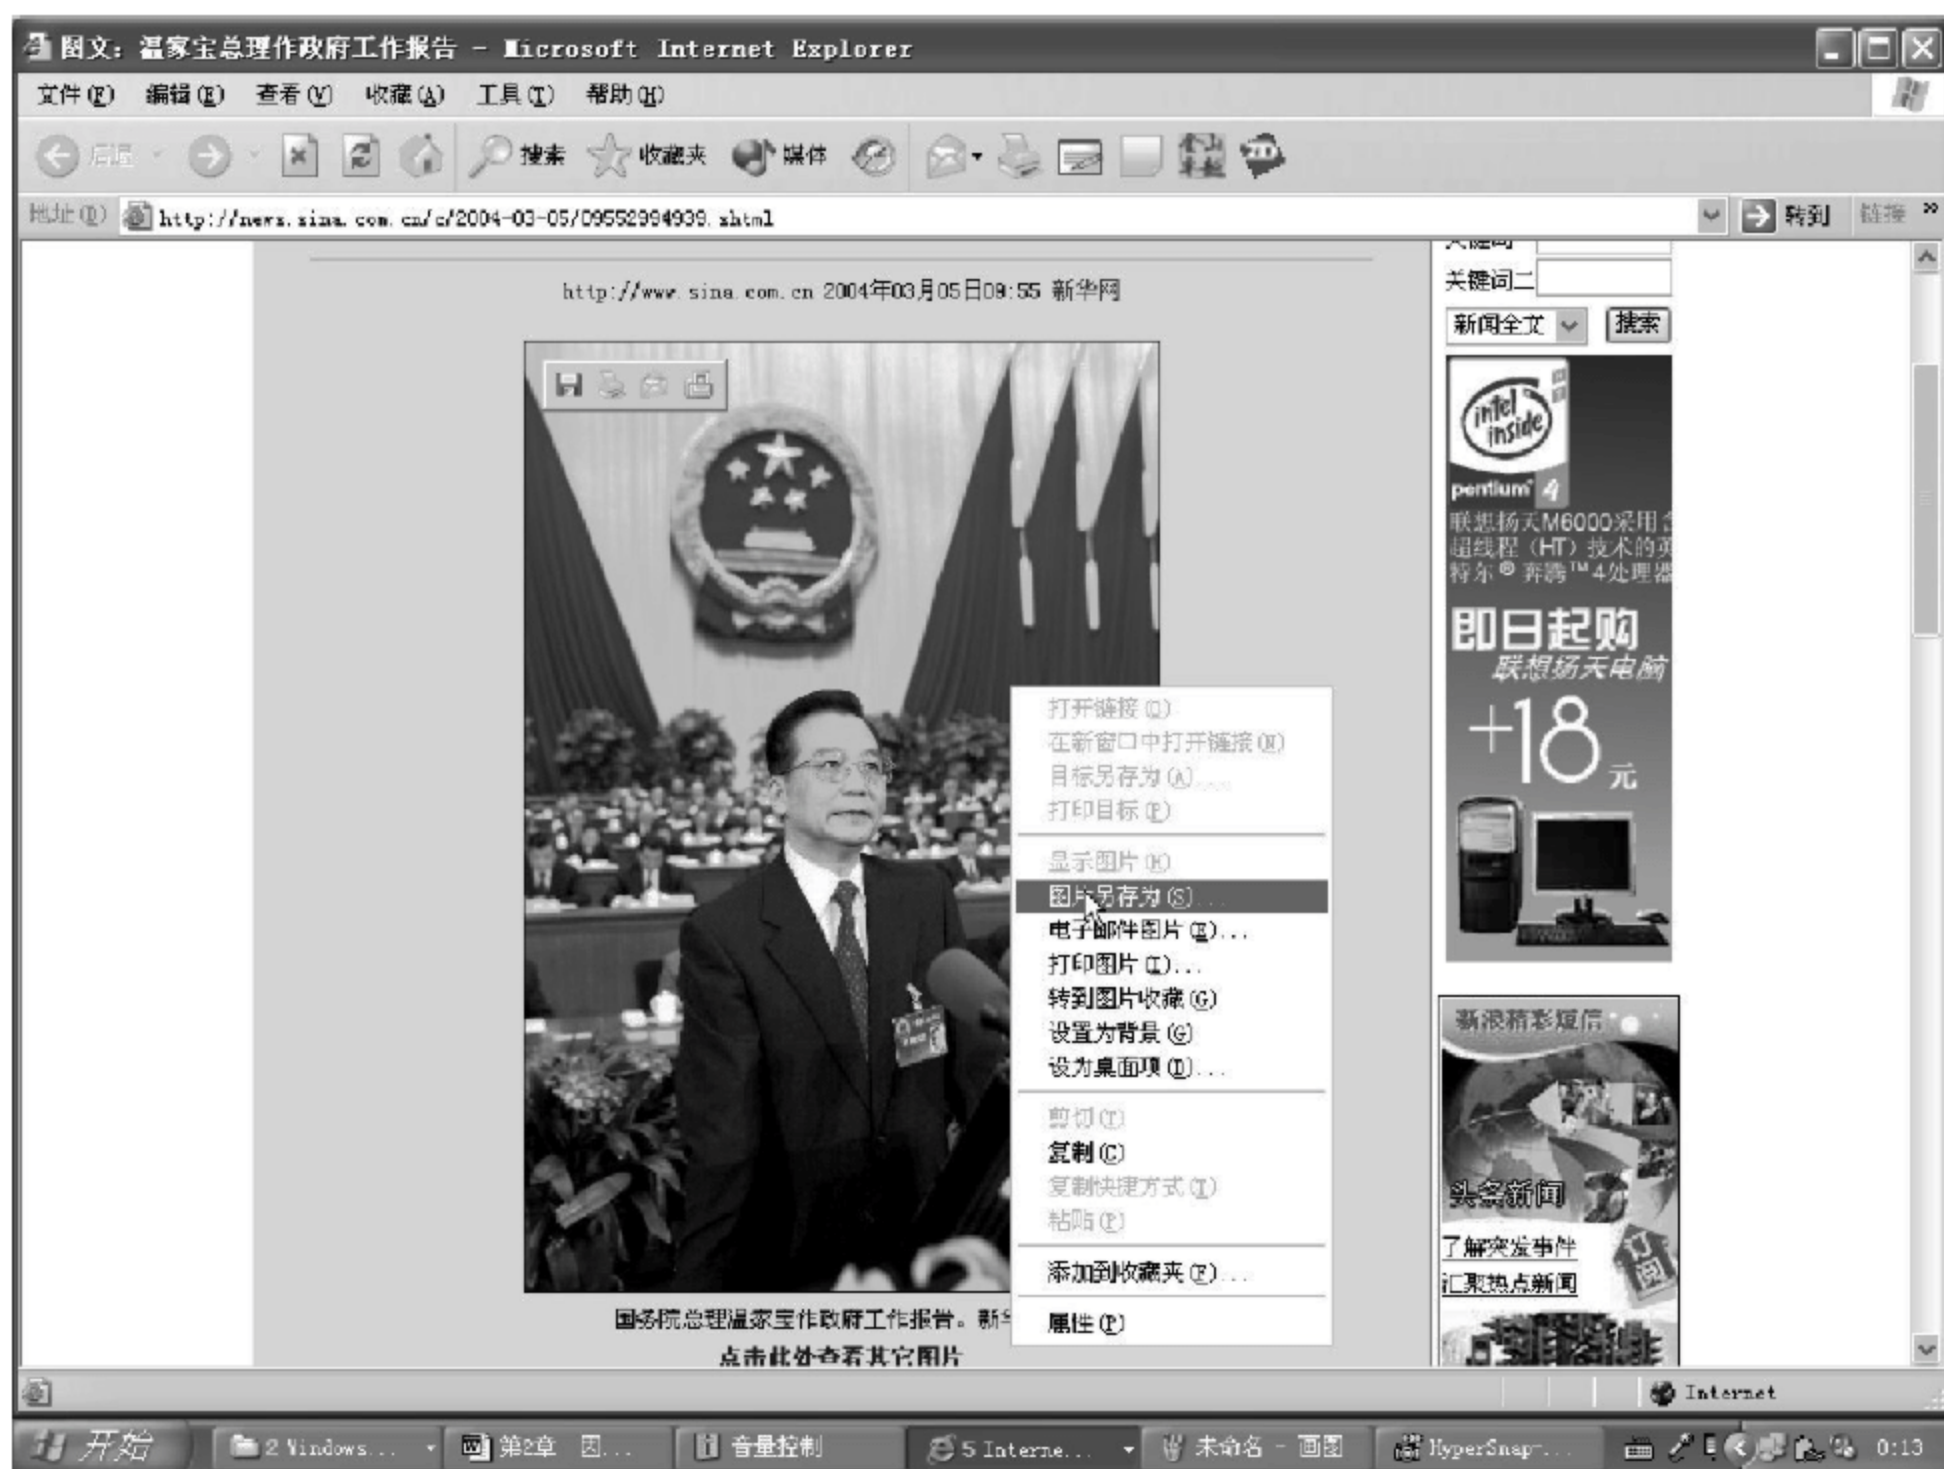 图文：温家宝总理作政府工作报告 - Microsoft Internet Explorer
文件(F) 编辑(E) 查看(V) 收藏(A) 工具(T) 帮助(H)
后退 搜索 收藏夹 媒体
地址(D) http://news.sina.com.cn/c/2004-03-05/09552994939.shtml 转到 链接 »
http://www.sina.com.cn 2004年03月05日09:55 新华网
关键词二
新闻全文 搜索
intel inside
pentium 4
联想扬天M6000采用含
超线程（HT）技术的英
特尔® 奔腾™4处理器
即日起购
联想扬天电脑
+18元
打开链接(O)
在新窗口中打开链接(N)
目标另存为(A)...
打印目标(P)
显示图片(H)
图片另存为(S)...
电子邮件图片(E)...
打印图片(I)...
转到图片收藏(G)
设置为背景(G)
设为桌面项(D)...
剪切(T)
复制(C)
复制快捷方式(T)
粘贴(P)
添加到收藏夹(F)...
属性(P)
新浪精彩短信
头条新闻
了解突发事件
汇聚热点新闻
订阅
国务院总理温家宝作政府工作报告。新
点击此处查看其它图片
Internet
开始 2 Windows... 第2章 因... 音量控制 5 Interne... 未命名 - 画图 HyperSnap-... 0:13